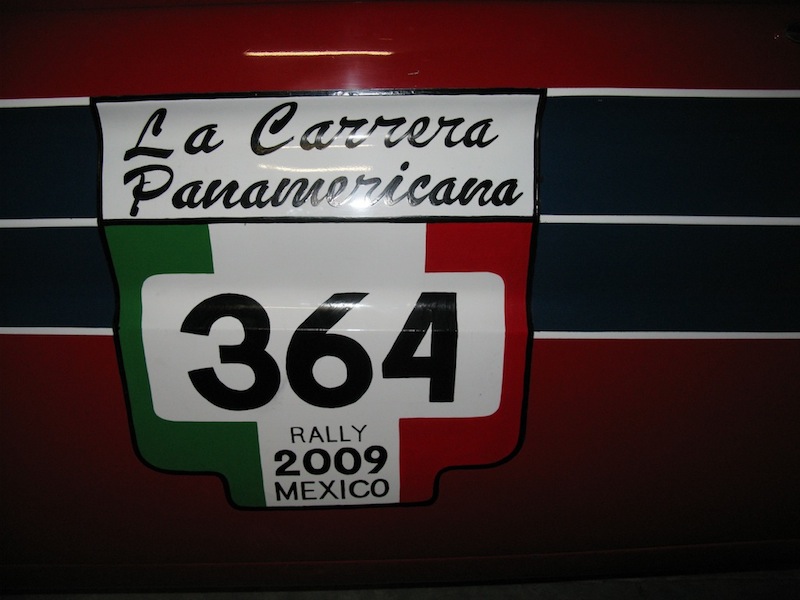 La Carrera
Panamericana
364
RALLY
2009
MEXICO